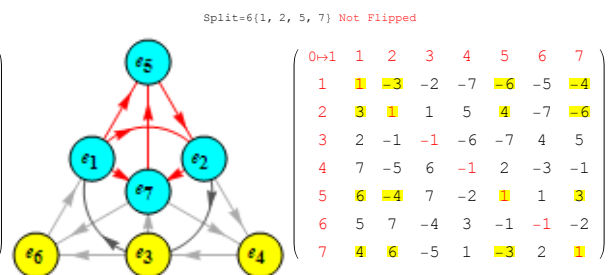 Split=6{1, 2, 5, 7} Not Flipped
e5
e1
e2
e7
e6
e3
e4
0↦1 1 2 3 4 5 6 7
1 1 −3 −2 −7 −6 −5 −4
2 3 1 1 5 4 −7 −6
3 2 −1 −1 −6 −7 4 5
4 7 −5 6 −1 2 −3 −1
5 6 −4 7 −2 1 1 3
6 5 7 −4 3 −1 −1 −2
7 4 6 −5 1 −3 2 1